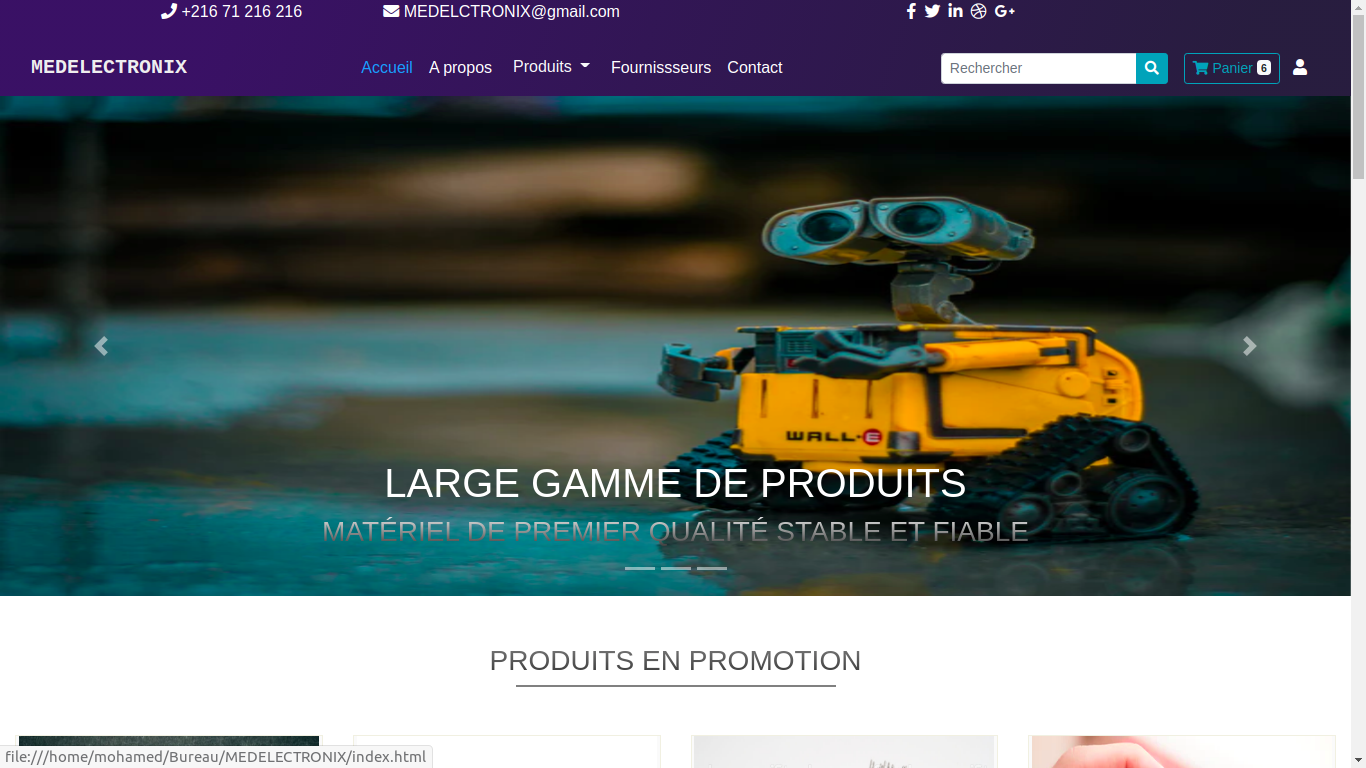 +216 71 216 216 MEDELCTRONIX@gmail.com
MEDELECTRONIX Accueil A propos Produits Fournissseurs Contact Rechercher Panier 6
WALL·E
LARGE GAMME DE PRODUITS
MATÉRIEL DE PREMIER QUALITÉ STABLE ET FIABLE
PRODUITS EN PROMOTION
file:///home/mohamed/Bureau/MEDELECTRONIX/index.html